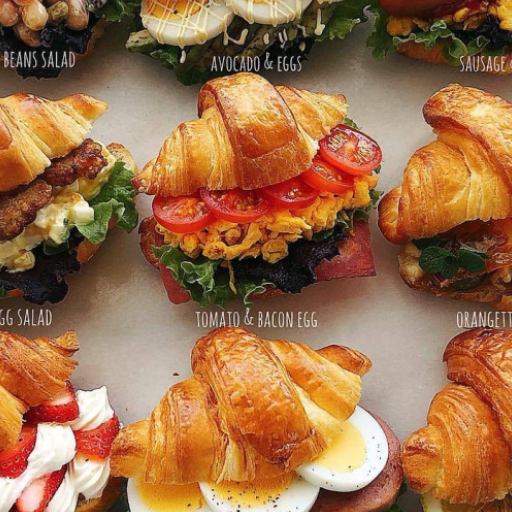 BEANS SALAD
AVOCADO & EGGS
SAUSAGE
GG SALAD
TOMATO & BACON EGG
ORANGETT